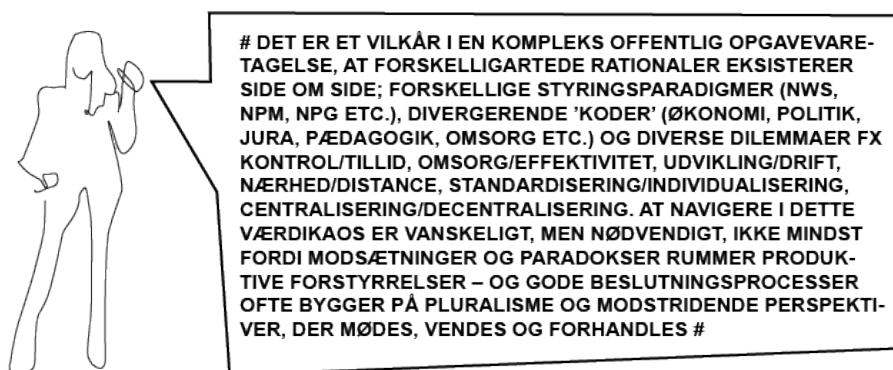 # DET ER ET VILKÅR I EN KOMPLEKS OFFENTLIG OPGAVEVARE-
TAGELSE, AT FORSKELLIGARTEDE RATIONALER EKSISTERER
SIDE OM SIDE; FORSKELLIGE STYRINGSPARADIGMER (NWS,
NPM, NPG ETC.), DIVERGERENDE ’KODER’ (ØKONOMI, POLITIK,
JURA, PÆDAGOGIK, OMSORG ETC.) OG DIVERSE DILEMMAER FX
KONTROL/TILLID, OMSORG/EFFEKTIVITET, UDVIKLING/DRIFT,
NÆRHED/DISTANCE, STANDARDISERING/INDIVIDUALISERING,
CENTRALISERING/DECENTRALISERING. AT NAVIGERE I DETTE
VÆRDIKAOS ER VANSKELIGT, MEN NØDVENDIGT, IKKE MINDST
FORDI MODSÆTNINGER OG PARADOKSER RUMMER PRODUK-
TIVE FORSTYRRELSER – OG GODE BESLUTNINGSPROCESSER
OFTE BYGGER PÅ PLURALISME OG MODSTRIDENDE PERSPEKTI-
VER, DER MØDES, VENDES OG FORHANDLES #